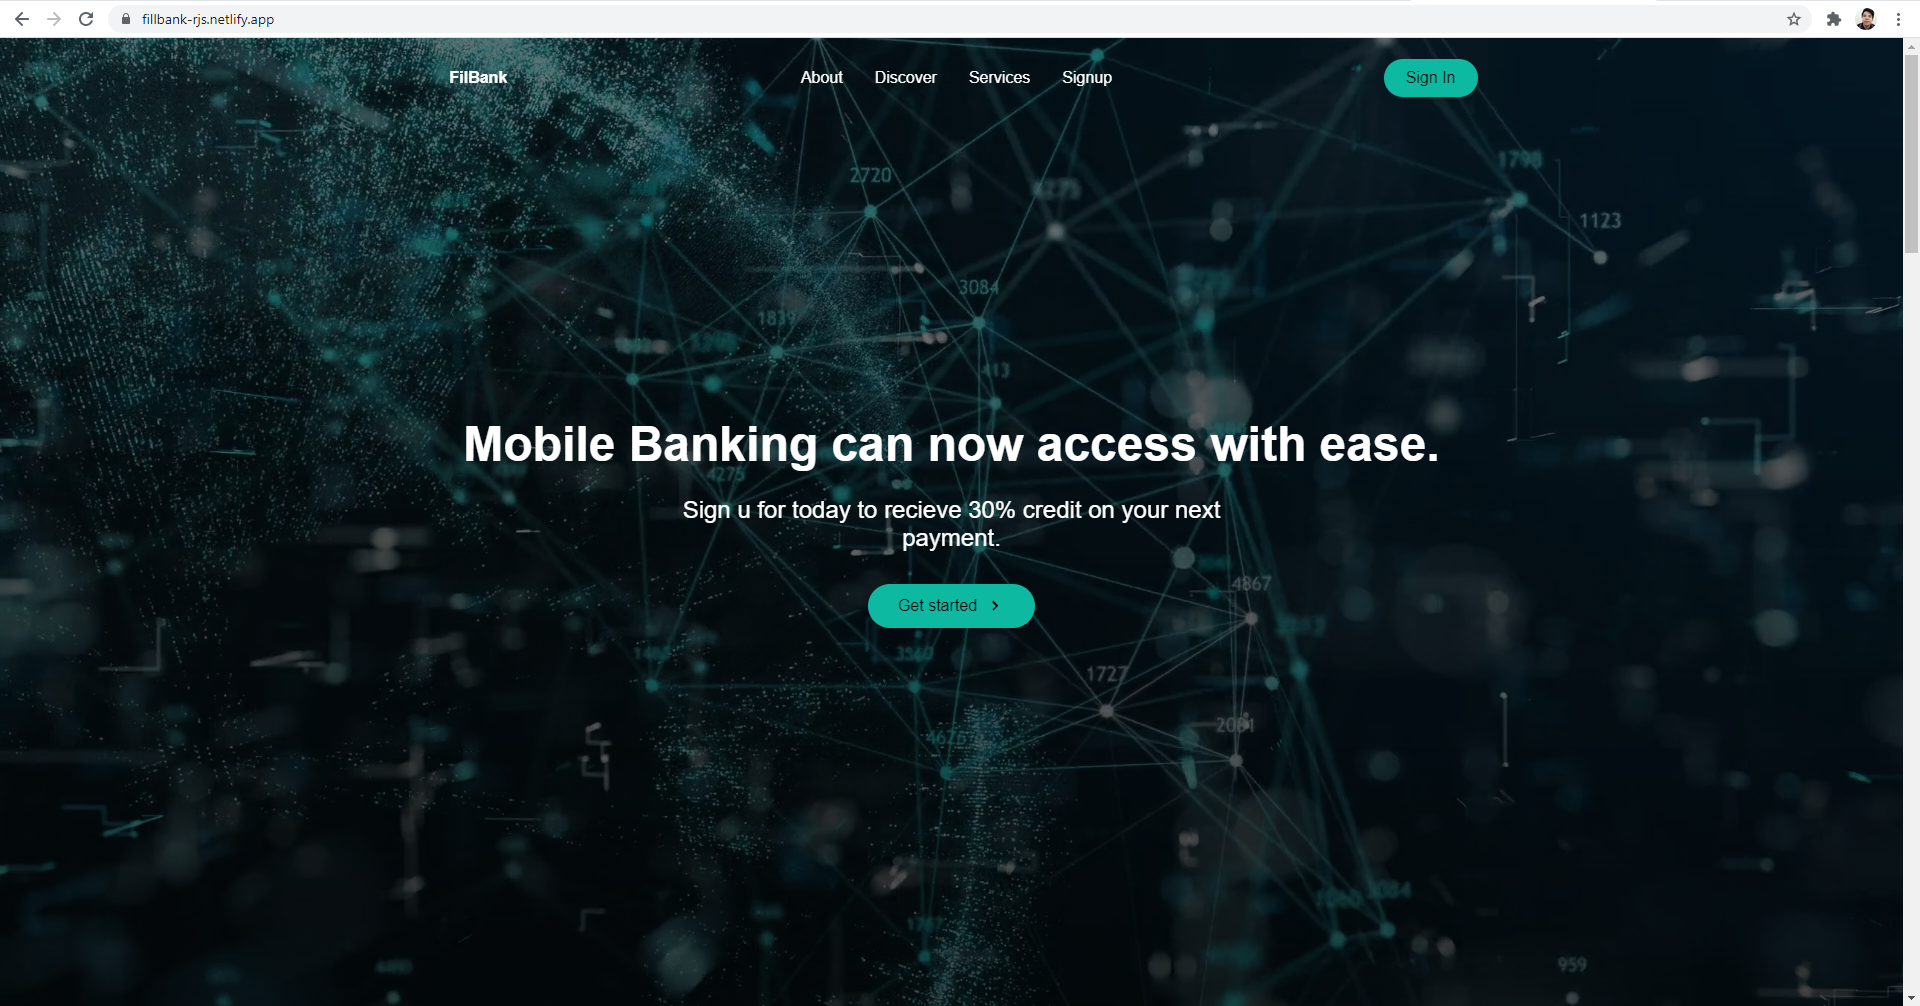 fillbank-rjs.netlify.app
FilBank
About Discover Services Signup
Sign In
1798
2720
1123
3084
1839
413
Mobile Banking can now access with ease.
4275
Sign u for today to recieve 30% credit on your next
payment.
4867
Get started
1727
2081
4676
959